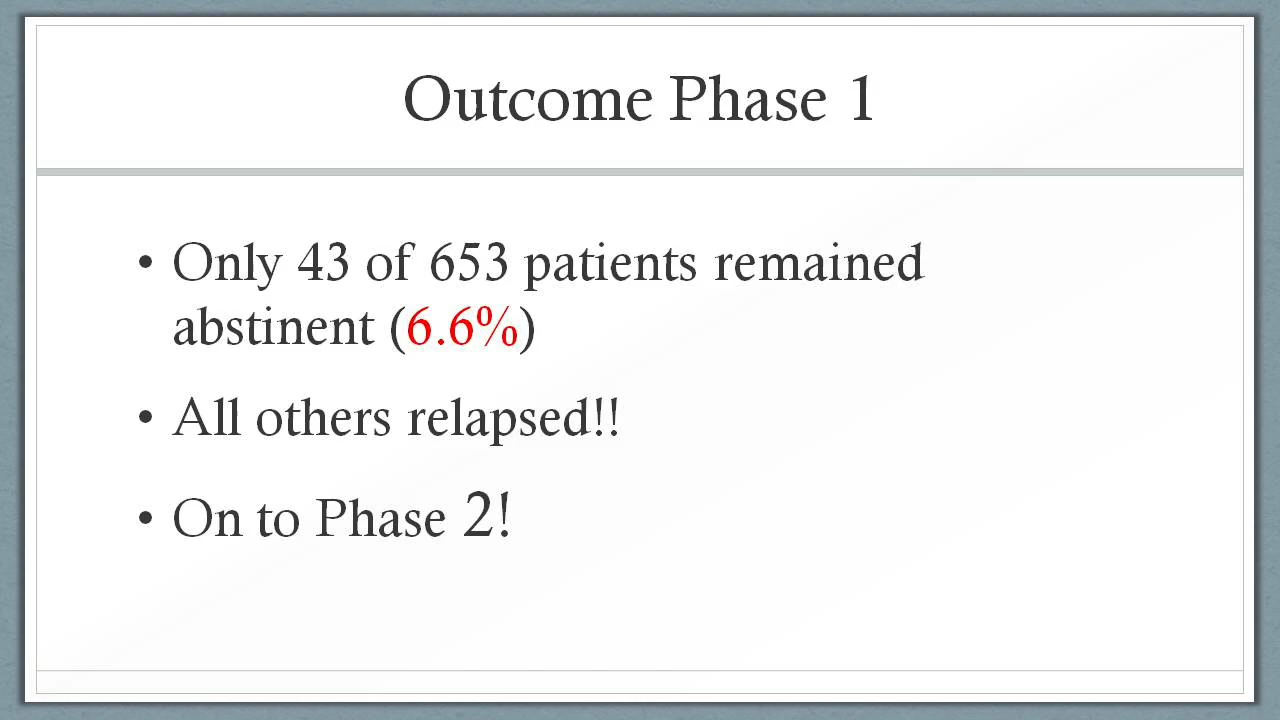 Outcome Phase 1
• Only 43 of 653 patients remained
abstinent (6.6%)
• All others relapsed!!
• On to Phase 2!